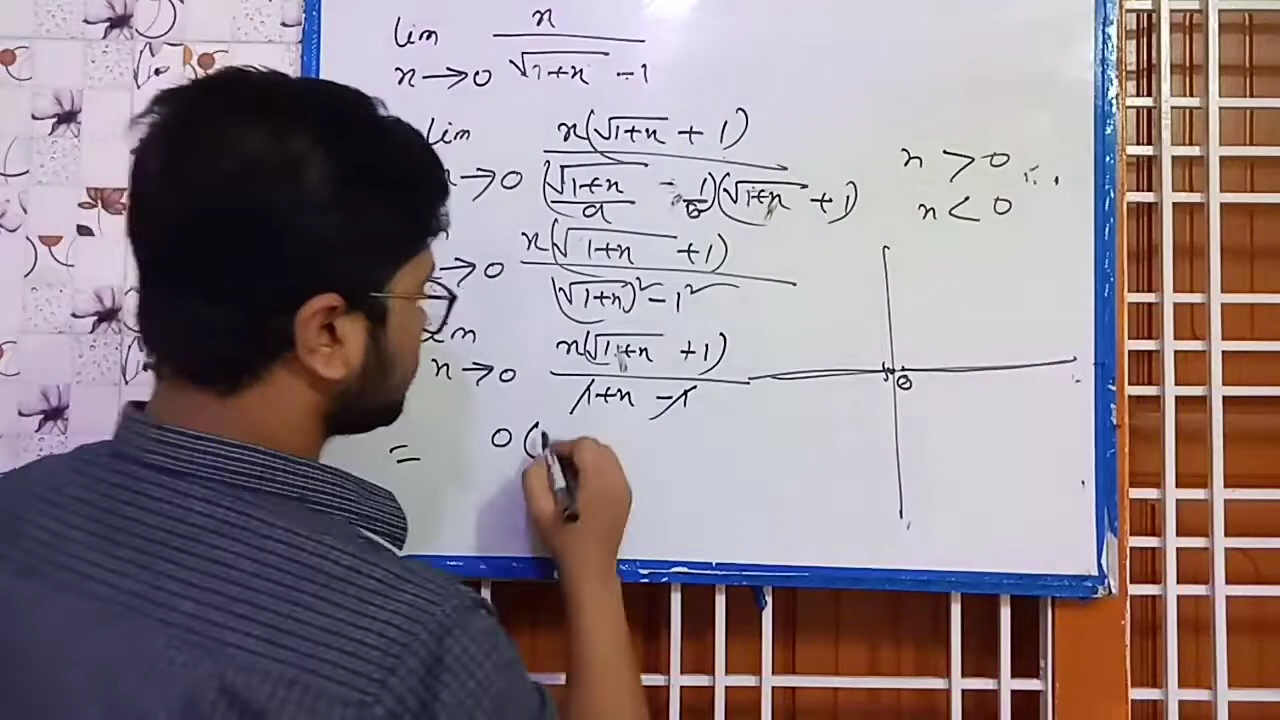 lim n
n→0 √1+n - 1
lim n(√1+n + 1)
n→0 (√1+n - 1)(√1+n + 1)
a b
n(√1+n + 1)
→0 (√1+n)² - 1²
n(√1+n + 1)
n→0 1+n - 1
= 0(
n > 0
n < 0
0